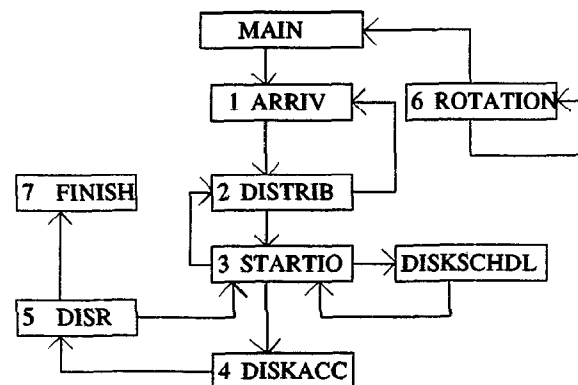 MAIN
1 ARRIV
6 ROTATION
7 FINISH
2 DISTRIB
3 STARTIO
DISKSCHDL
5 DISR
4 DISKACC